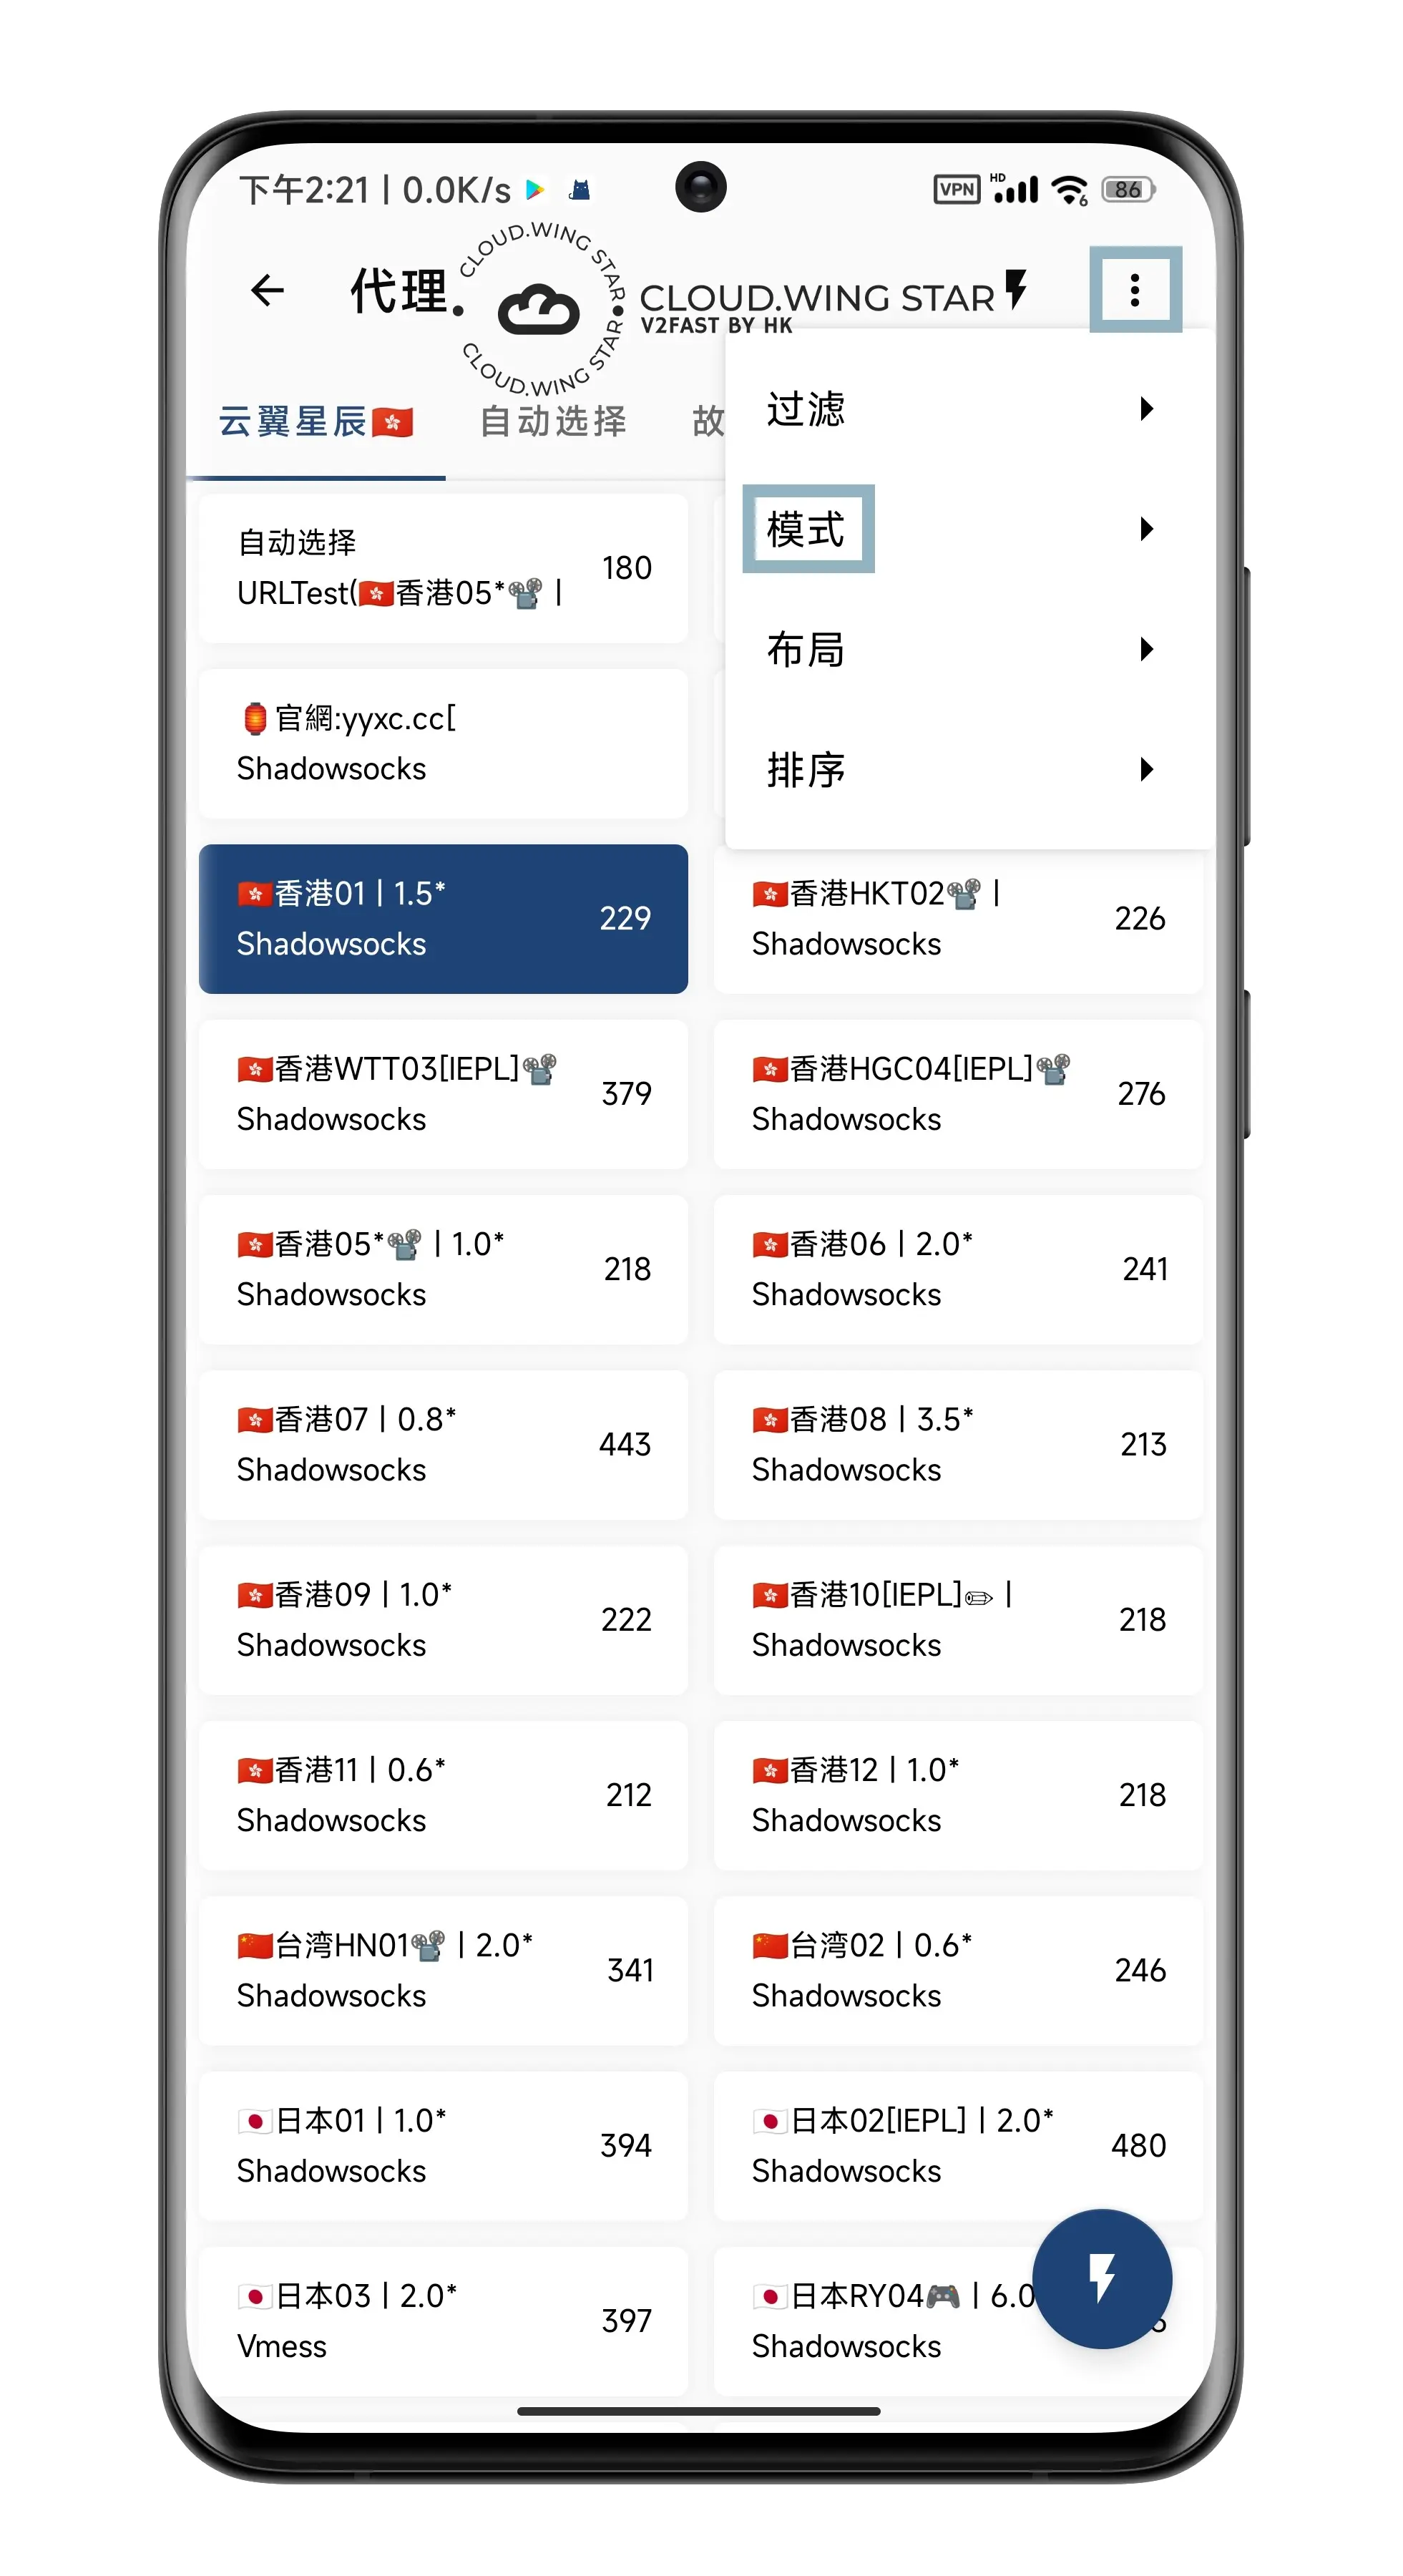 下午2:21 | 0.0K/s
VPN
HD
6
86
代理
CLOUD.WING STAR
CLOUD.WING STAR
CLOUD.WING STAR
V2FAST BY HK
云翼星辰🇭🇰
自动选择
故
过滤
模式
布局
排序
自动选择
URLTest(🇭🇰香港05*📽 |
180
🏮官網:yyxc.cc[
Shadowsocks
🇭🇰香港01 | 1.5*
Shadowsocks
229
🇭🇰香港HKT02📽 |
Shadowsocks
226
🇭🇰香港WTT03[IEPL]📽
Shadowsocks
379
🇭🇰香港HGC04[IEPL]📽
Shadowsocks
276
🇭🇰香港05*📽 | 1.0*
Shadowsocks
218
🇭🇰香港06 | 2.0*
Shadowsocks
241
🇭🇰香港07 | 0.8*
Shadowsocks
443
🇭🇰香港08 | 3.5*
Shadowsocks
213
🇭🇰香港09 | 1.0*
Shadowsocks
222
🇭🇰香港10[IEPL]✏ |
Shadowsocks
218
🇭🇰香港11 | 0.6*
Shadowsocks
212
🇭🇰香港12 | 1.0*
Shadowsocks
218
🇨🇳台湾HN01📽 | 2.0*
Shadowsocks
341
🇨🇳台湾02 | 0.6*
Shadowsocks
246
🇯🇵日本01 | 1.0*
Shadowsocks
394
🇯🇵日本02[IEPL] | 2.0*
Shadowsocks
480
🇯🇵日本03 | 2.0*
Vmess
397
🇯🇵日本RY04🎮 | 6.0
Shadowsocks